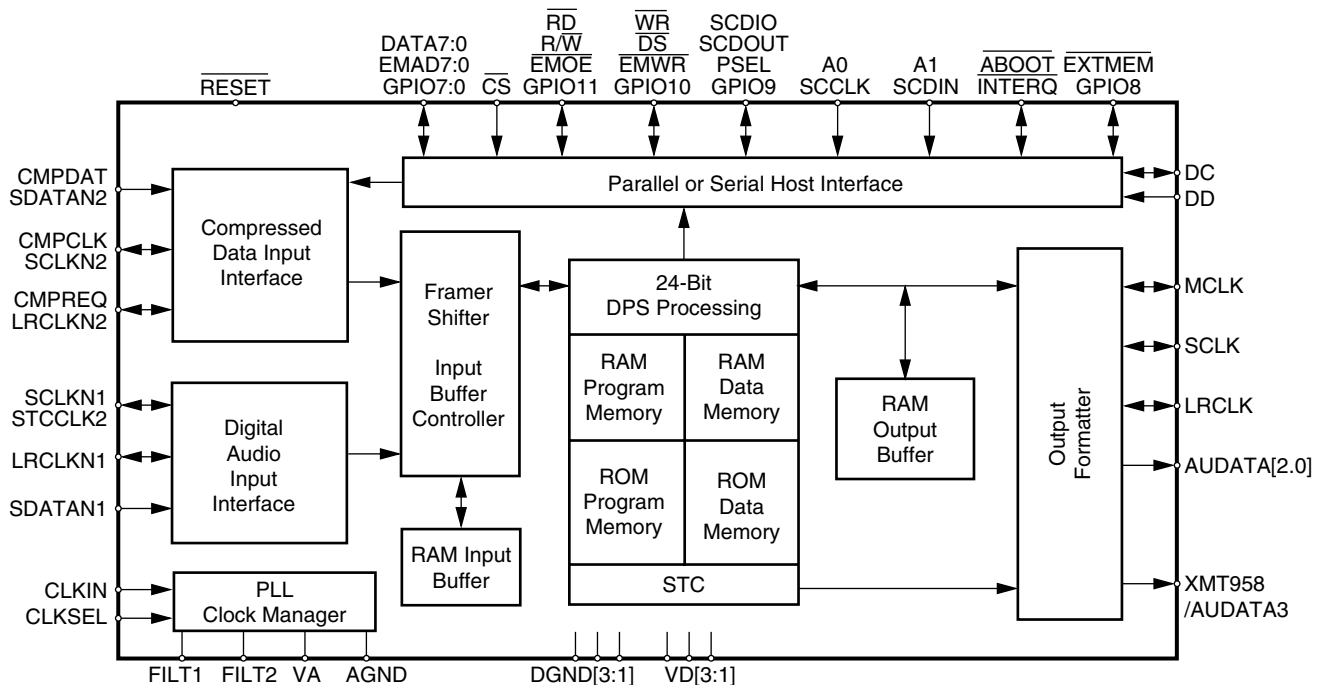 RD
WR
SCDIO
DATA7:0
R/W
DS
SCDOUT
EMAD7:0
EMOE
EMWR
PSEL
A0
A1
ABOOT
EXTMEM
RESET
GPIO7:0
CS
GPIO11
GPIO10
GPIO9
SCCLK
SCDIN
INTERQ
GPIO8
CMPDAT
SDATAN2
CMPCLK
SCLKN2
CMPREQ
LRCLKN2
Compressed
Data Input
Interface
Parallel or Serial Host Interface
DC
DD
Framer
Shifter
Input
Buffer
Controller
24-Bit
DPS Processing
RAM
Program
Memory
RAM
Data
Memory
ROM
Program
Memory
ROM
Data
Memory
STC
RAM
Output
Buffer
Output
Formatter
MCLK
SCLK
LRCLK
AUDATA[2.0]
XMT958
/AUDATA3
SCLKN1
STCCLK2
LRCLKN1
SDATAN1
Digital
Audio
Input
Interface
RAM Input
Buffer
CLKIN
CLKSEL
PLL
Clock Manager
FILT1
FILT2
VA
AGND
DGND[3:1]
VD[3:1]